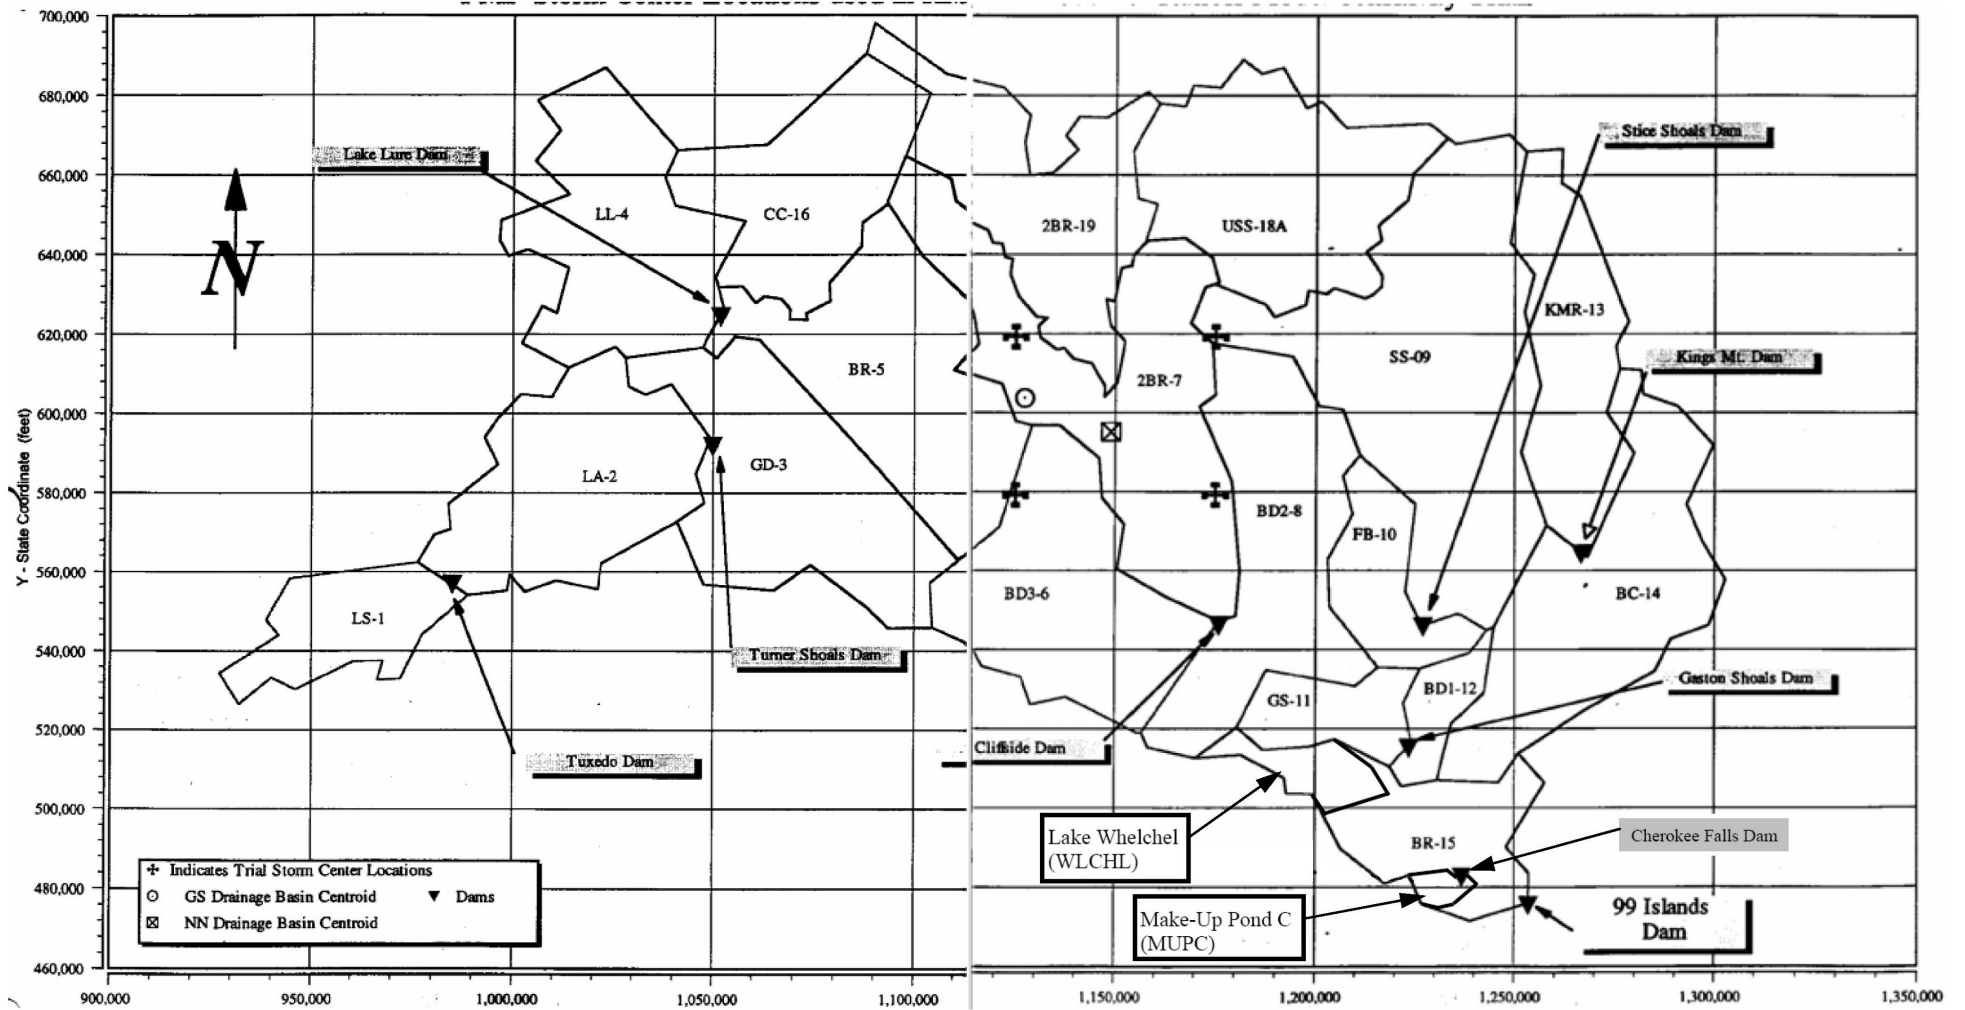 700,000
680,000
660,000
640,000
620,000
600,000
580,000
560,000
540,000
520,000
500,000
480,000
460,000
Y - State Coordinate (feet)
N
Lake Lure Dam
LL-4
CC-16
BR-5
LA-2
GD-3
LS-1
Turner Shoals Dam
Tuxedo Dam
Indicates Trial Storm Center Locations
GS Drainage Basin Centroid
Dams
NN Drainage Basin Centroid
900,000
950,000
1,000,000
1,050,000
1,100,000
Stice Shoals Dam
2BR-19
USS-18A
KMR-13
SS-09
Kings Mt. Dam
2BR-7
BD2-8
FB-10
BD3-6
BC-14
Gaston Shoals Dam
BD1-12
GS-11
Cliffside Dam
Lake Whelchel
(WLCHL)
BR-15
Cherokee Falls Dam
Make-Up Pond C
(MUPC)
99 Islands
Dam
1,150,000
1,200,000
1,250,000
1,300,000
1,350,000